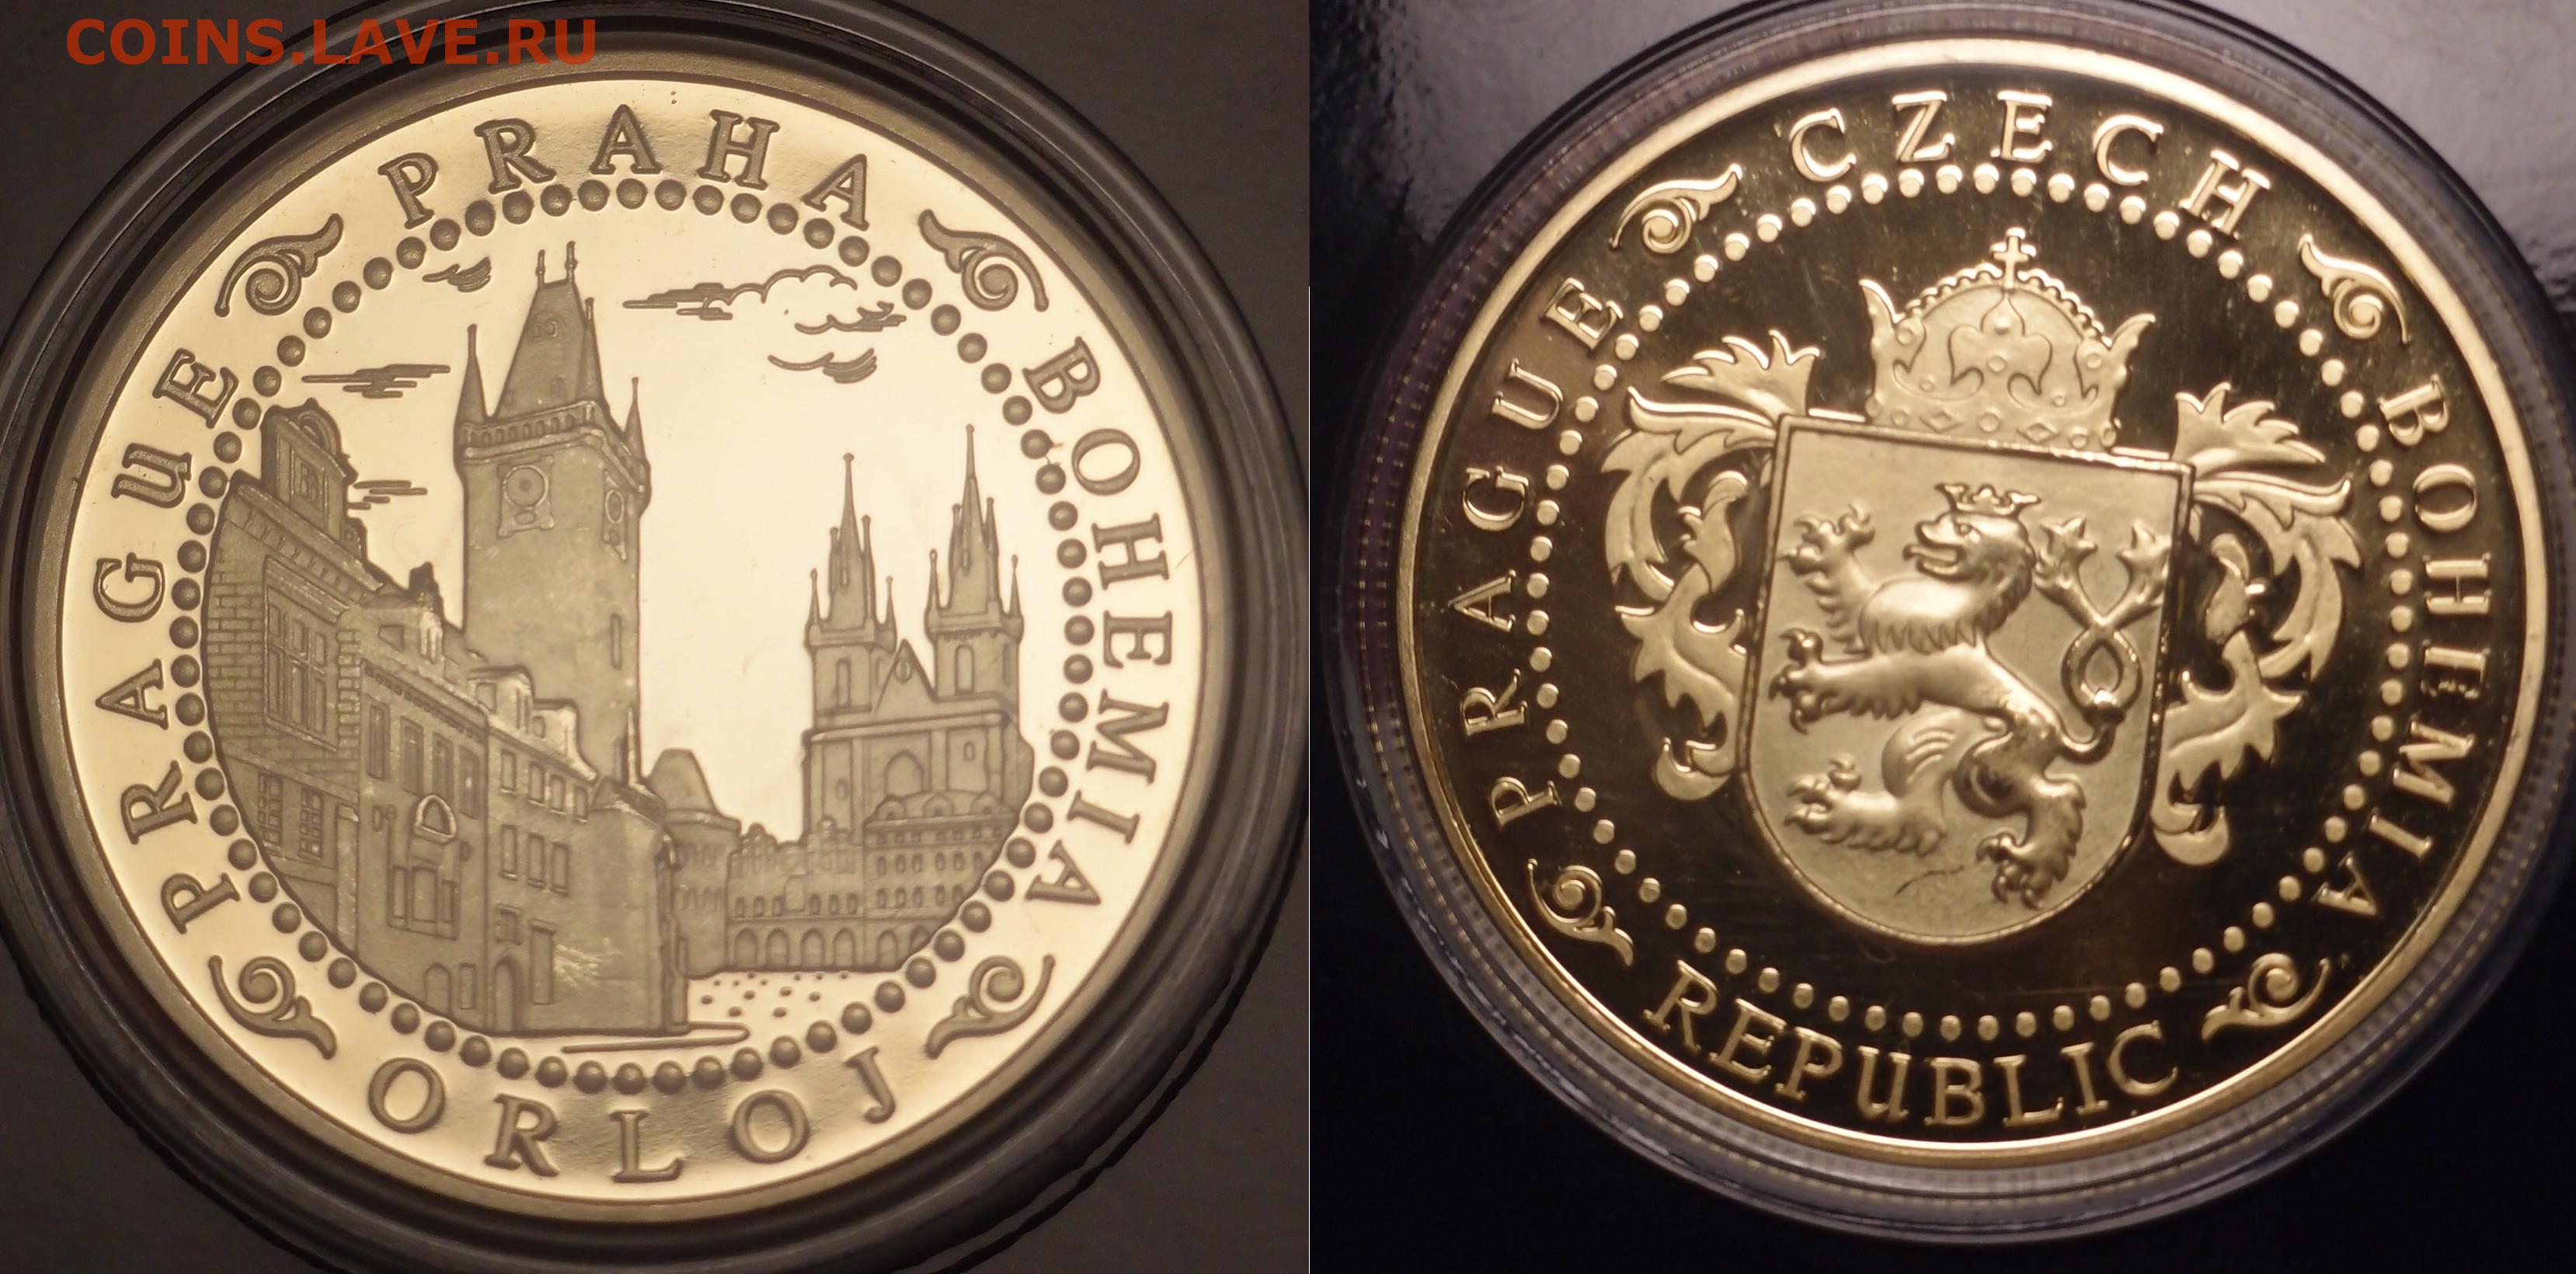 COINS.LAVE.RU
PRAHA
BOHEMIA
ORLOJ
PRAGUE
CZECH
BOHEMIA
REPUBLIC
PRAGUE